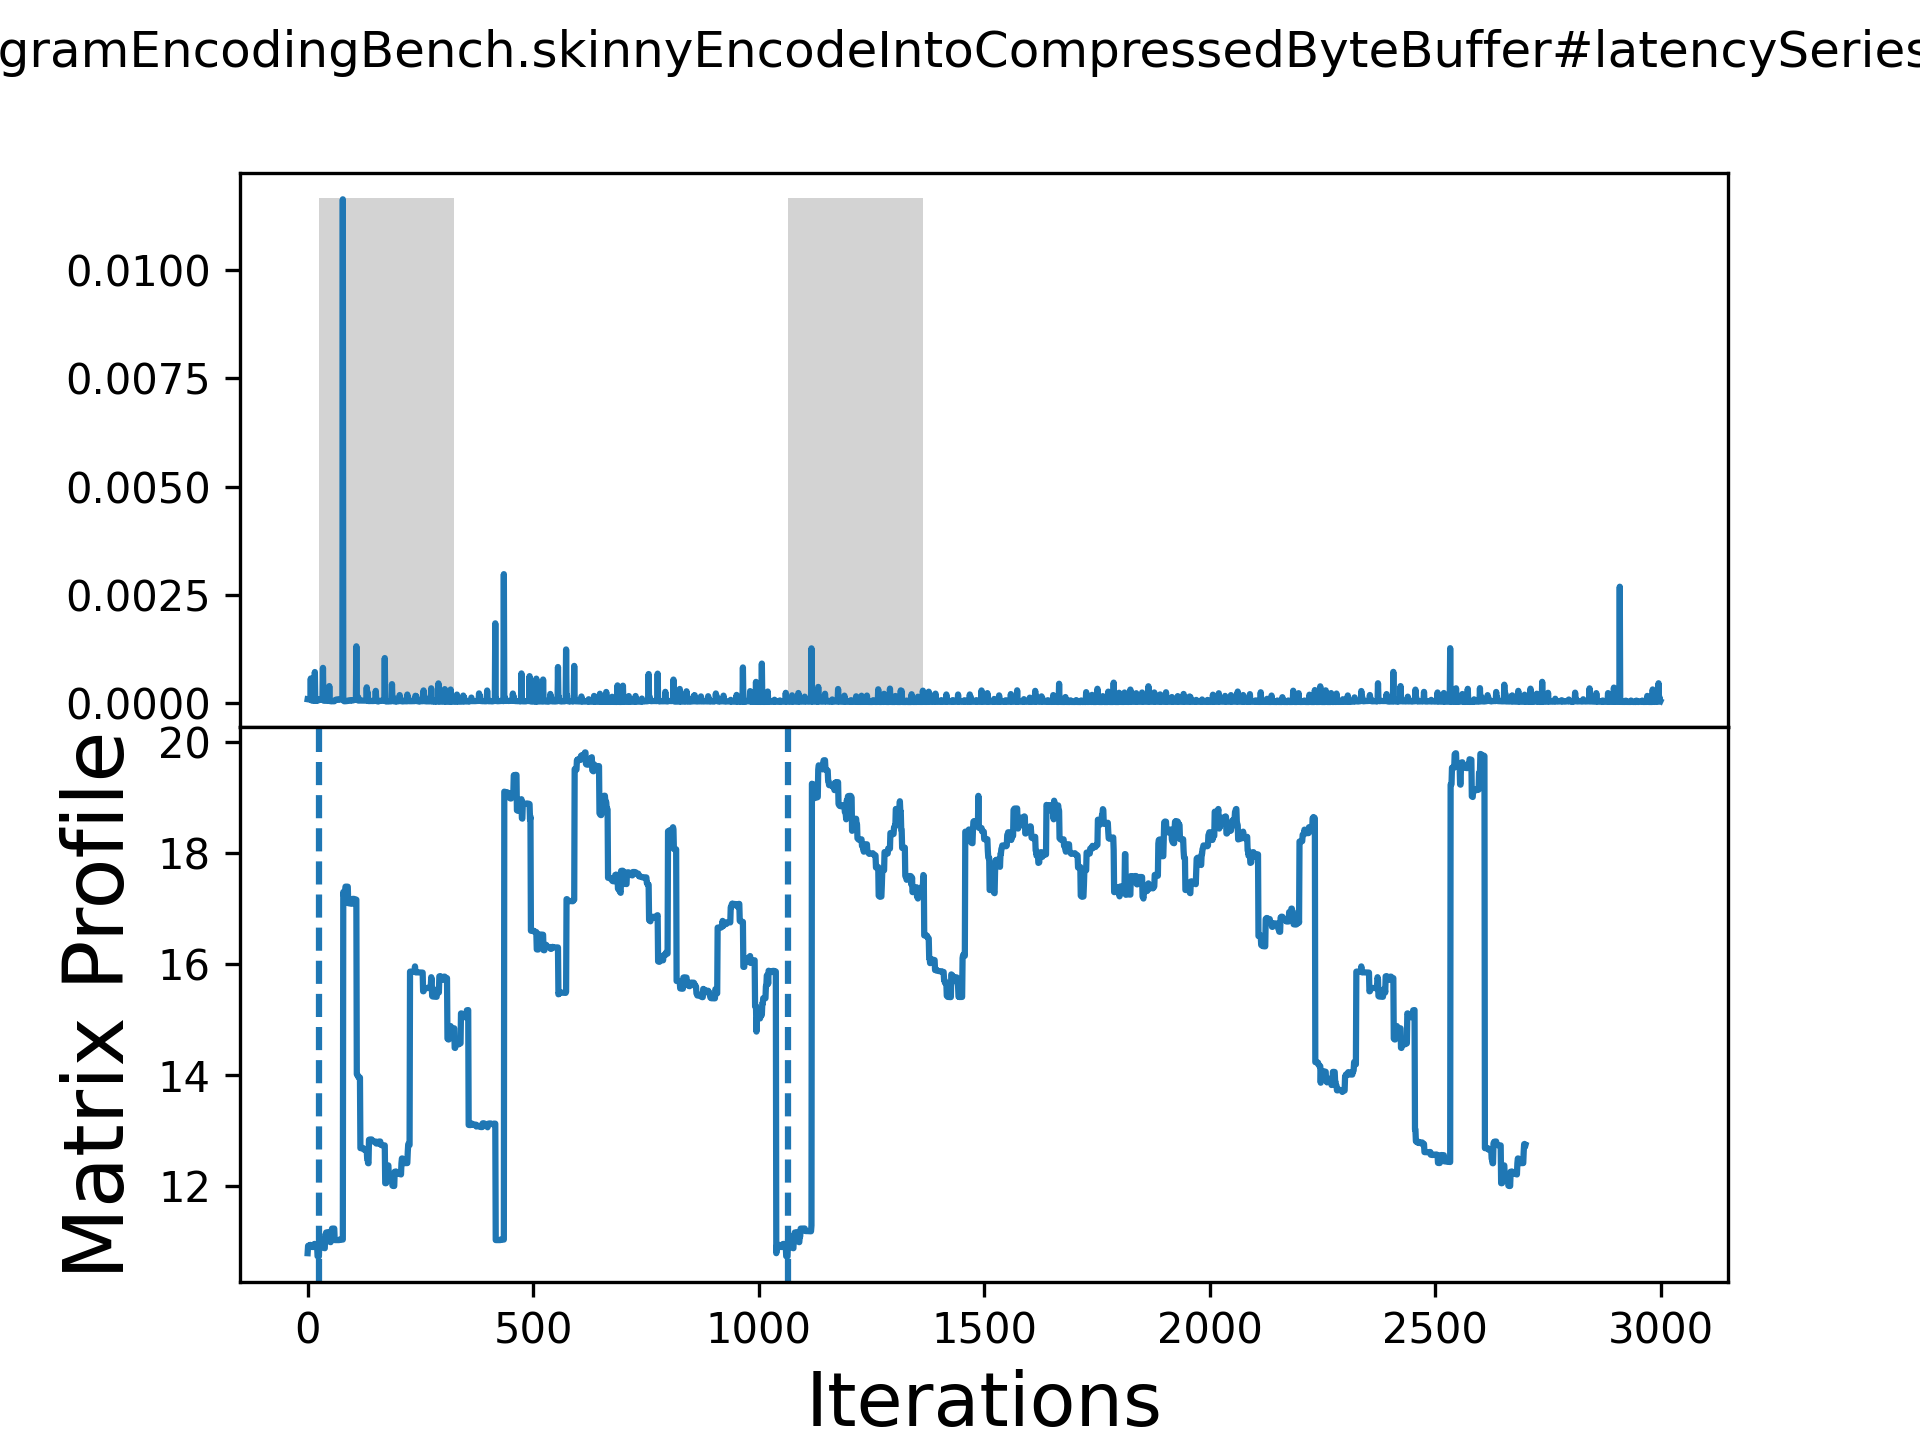 gramEncodingBench.skinnyEncodeIntoCompressedByteBuffer#latencySeries
0.0100
0.0075
0.0050
0.0025
0.0000
20
18
16
14
12
Matrix Profile
0 500 1000 1500 2000 2500 3000
Iterations